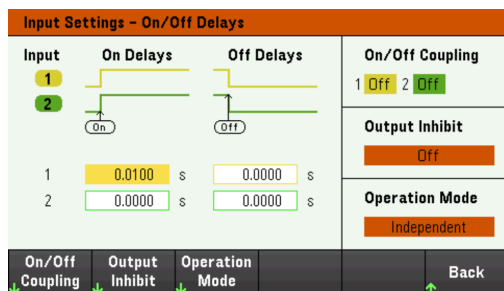 Input Settings - On/Off Delays
Input On Delays Off Delays
1
2
On Off
1 0.0100 s 0.0000 s
2 0.0000 s 0.0000 s
On/Off Coupling
1 Off 2 Off
Output Inhibit
Off
Operation Mode
Independent
On/Off Coupling
Output Inhibit
Operation Mode
Back